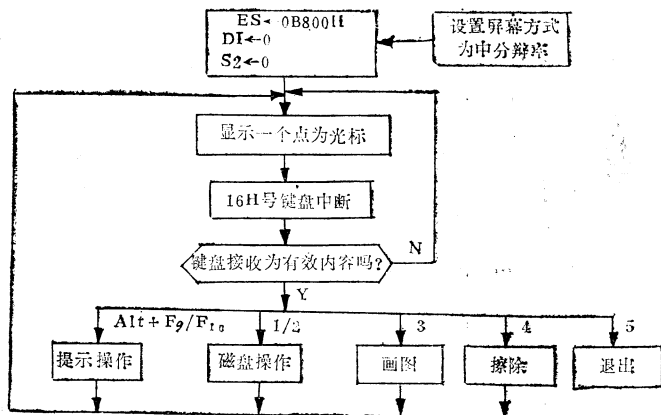 ES← 0B800H
DI←0
S2←0
设置屏幕方式
为中分辩率
显示一个点为光标
16H号键盘中断
键盘接收为有效内容吗?
N
Y
Alt+F9/F10
1/2
3
4
5
提示操作
磁盘操作
画图
擦除
退出